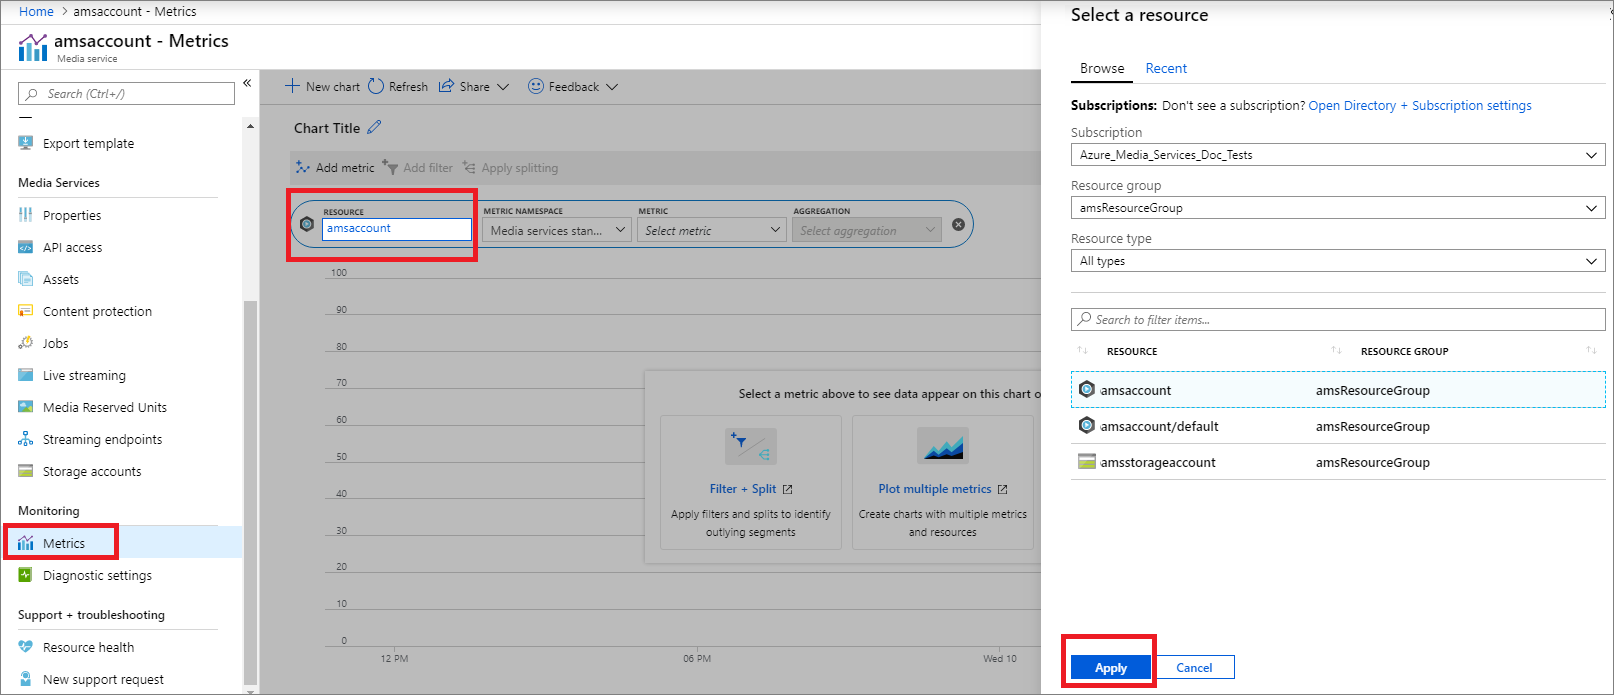 Home > amsaccount - Metrics
amsaccount - Metrics
Media service
Search (Ctrl+/)
«
Export template
Media Services
Properties
API access
Assets
Content protection
Jobs
Live streaming
Media Reserved Units
Streaming endpoints
Storage accounts
Monitoring
Metrics
Diagnostic settings
Support + troubleshooting
Resource health
New support request
New chart Refresh Share Feedback
Chart Title
Add metric Add filter Apply splitting
RESOURCE METRIC NAMESPACE METRIC AGGREGATION
amsaccount Media services stan... Select metric Select aggregation
100
90
80
70
60
50
40
30
20
10
0
12 PM 06 PM Wed 10
Select a metric above to see data appear on this chart o
Filter + Split
Apply filters and splits to identify
outlying segments
Plot multiple metrics
Create charts with multiple metrics
and resources
Select a resource
Browse Recent
Subscriptions: Don't see a subscription? Open Directory + Subscription settings
Subscription
Azure_Media_Services_Doc_Tests
Resource group
amsResourceGroup
Resource type
All types
Search to filter items...
RESOURCE RESOURCE GROUP
amsaccount amsResourceGroup
amsaccount/default amsResourceGroup
amsstorageaccount amsResourceGroup
Apply Cancel